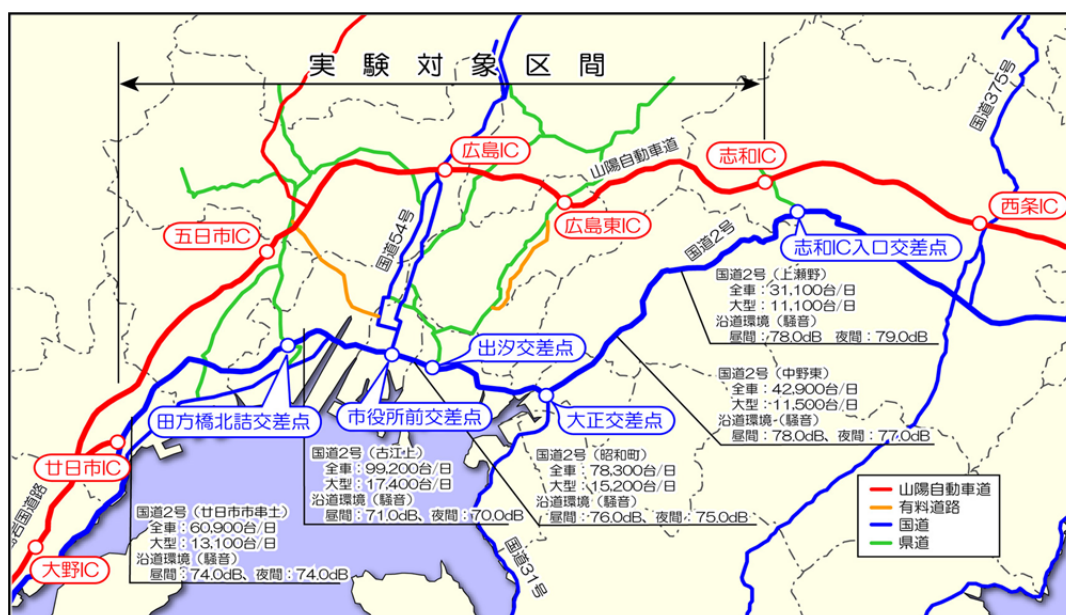 実験対象区間
国道375号
広島IC
山陽自動車道
志和IC
西条IC
五日市IC
国道54号
広島東IC
国道2号
志和IC入口交差点
国道2号（上瀬野）
全車：31,100台/日
大型：11,100台/日
沿道環境（騒音）
昼間：78.0dB、夜間：79.0dB
出汐交差点
国道2号（中野東）
全車：42,900台/日
大型：11,500台/日
沿道環境（騒音）
昼間：78.0dB、夜間：77.0dB
田方橋北詰交差点
市役所前交差点
大正交差点
廿日市IC
国道2号（古江上）
全車：99,200台/日
大型：17,400台/日
沿道環境（騒音）
昼間：71.0dB、夜間：70.0dB
国道2号（昭和町）
全車：78,300台/日
大型：15,200台/日
沿道環境（騒音）
昼間：76.0dB、夜間：75.0dB
国道2号（廿日市市串土）
全車：60,900台/日
大型：13,100台/日
沿道環境（騒音）
昼間：74.0dB、夜間：74.0dB
岩国道路
大野IC
国道31号
山陽自動車道
有料道路
国道
県道